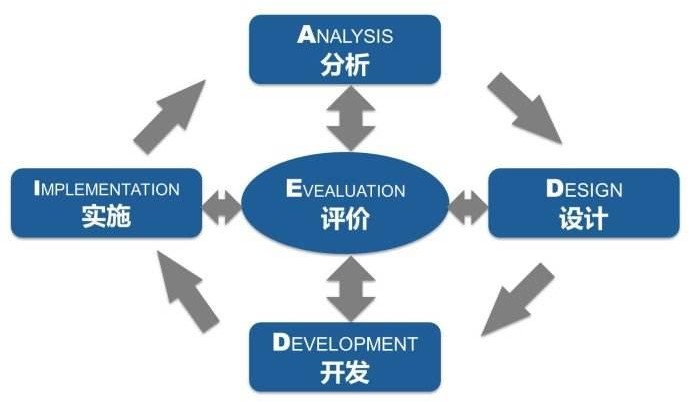 ANALYSIS
分析
IMPLEMENTATION
实施
EVEALUATION
评价
DESIGN
设计
DEVELOPMENT
开发